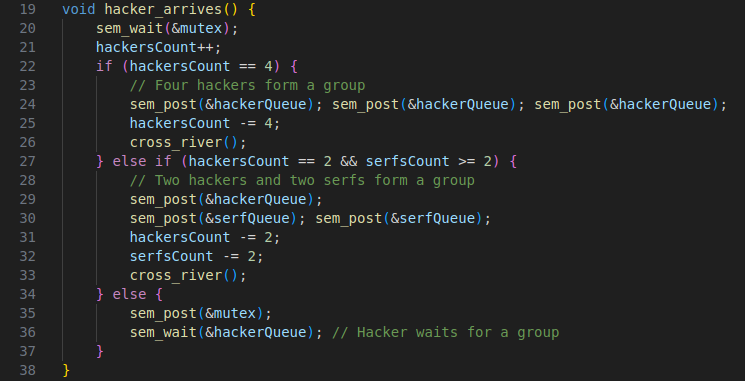 19 void hacker_arrives() {
20     sem_wait(&mutex);
21     hackersCount++;
22     if (hackersCount == 4) {
23         // Four hackers form a group
24         sem_post(&hackerQueue); sem_post(&hackerQueue); sem_post(&hackerQueue);
25         hackersCount -= 4;
26         cross_river();
27     } else if (hackersCount == 2 && serfsCount >= 2) {
28         // Two hackers and two serfs form a group
29         sem_post(&hackerQueue);
30         sem_post(&serfQueue); sem_post(&serfQueue);
31         hackersCount -= 2;
32         serfsCount -= 2;
33         cross_river();
34     } else {
35         sem_post(&mutex);
36         sem_wait(&hackerQueue); // Hacker waits for a group
37     }
38 }